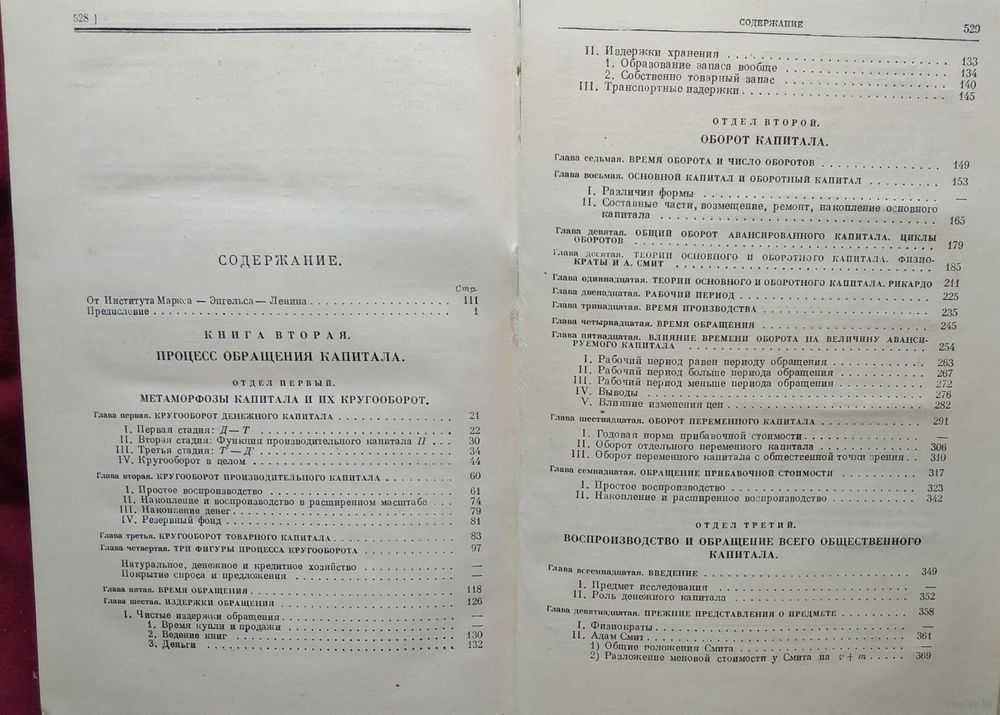 528 ]
СОДЕРЖАНИЕ.
Стр.
От Института Маркса — Энгельса — Ленина . . . . . . . . . . . . . . . III
Предисловие . . . . . . . . . . . . . . . . . . . . . . . . . . . . . 1
КНИГА ВТОРАЯ.
ПРОЦЕСС ОБРАЩЕНИЯ КАПИТАЛА.
ОТДЕЛ ПЕРВЫЙ.
МЕТАМОРФОЗЫ КАПИТАЛА И ИХ КРУГООБОРОТ.
Глава первая. КРУГООБОРОТ ДЕНЕЖНОГО КАПИТАЛА . . . . . . . . . . . . 21
I. Первая стадия: Д — Т . . . . . . . . . . . . . . . . . . . . 22
II. Вторая стадия: Функция производительного капитала П . . . 30
III. Третья стадия: Т' — Д' . . . . . . . . . . . . . . . . . . 34
IV. Кругооборот в целом . . . . . . . . . . . . . . . . . . . . 44
Глава вторая. КРУГООБОРОТ ПРОИЗВОДИТЕЛЬНОГО КАПИТАЛА . . . . . . . . 60
I. Простое воспроизводство . . . . . . . . . . . . . . . . . . 61
II. Накопление и воспроизводство в расширенном масштабе . . . 74
III. Накопление денег . . . . . . . . . . . . . . . . . . . . . 79
IV. Резервный фонд . . . . . . . . . . . . . . . . . . . . . . 81
Глава третья. КРУГООБОРОТ ТОВАРНОГО КАПИТАЛА . . . . . . . . . . . . 83
Глава четвертая. ТРИ ФИГУРЫ ПРОЦЕССА КРУГООБОРОТА . . . . . . . . . . 97
Натуральное, денежное и кредитное хозяйство . . . . . . . . . . —
Покрытие спроса и предложения . . . . . . . . . . . . . . . . . —
Глава пятая. ВРЕМЯ ОБРАЩЕНИЯ . . . . . . . . . . . . . . . . . . . . 118
Глава шестая. ИЗДЕРЖКИ ОБРАЩЕНИЯ . . . . . . . . . . . . . . . . . . 126
I. Чистые издержки обращения . . . . . . . . . . . . . . . . . —
1. Время купли и продажи . . . . . . . . . . . . . . . . . —
2. Ведение книг . . . . . . . . . . . . . . . . . . . . . . 130
3. Деньги . . . . . . . . . . . . . . . . . . . . . . . . . 132
СОДЕРЖАНИЕ 529
II. Издержки хранения . . . . . . . . . . . . . . . . . . . . . 133
1. Образование запаса вообще . . . . . . . . . . . . . . . 134
2. Собственно товарный запас . . . . . . . . . . . . . . . 140
III. Транспортные издержки . . . . . . . . . . . . . . . . . . . 145
ОТДЕЛ ВТОРОЙ.
ОБОРОТ КАПИТАЛА.
Глава седьмая. ВРЕМЯ ОБОРОТА И ЧИСЛО ОБОРОТОВ . . . . . . . . . . . 149
Глава восьмая. ОСНОВНОЙ КАПИТАЛ И ОБОРОТНЫЙ КАПИТАЛ . . . . . . . . 153
I. Различия формы . . . . . . . . . . . . . . . . . . . . . . —
II. Составные части, возмещение, ремонт, накопление основного
капитала . . . . . . . . . . . . . . . . . . . . . . . . . 165
Глава девятая. ОБЩИЙ ОБОРОТ АВАНСИРОВАННОГО КАПИТАЛА. ЦИКЛЫ
ОБОРОТОВ . . . . . . . . . . . . . . . . . . . . . . . . . 179
Глава десятая. ТЕОРИИ ОСНОВНОГО И ОБОРОТНОГО КАПИТАЛА. ФИЗИО-
КРАТЫ И А. СМИТ . . . . . . . . . . . . . . . . . . . . . 185
Глава одиннадцатая. ТЕОРИИ ОСНОВНОГО И ОБОРОТНОГО КАПИТАЛА. РИКАРДО 211
Глава двенадцатая. РАБОЧИЙ ПЕРИОД . . . . . . . . . . . . . . . . . 225
Глава тринадцатая. ВРЕМЯ ПРОИЗВОДСТВА . . . . . . . . . . . . . . . 235
Глава четырнадцатая. ВРЕМЯ ОБРАЩЕНИЯ . . . . . . . . . . . . . . . . 245
Глава пятнадцатая. ВЛИЯНИЕ ВРЕМЕНИ ОБОРОТА НА ВЕЛИЧИНУ АВАНСИ-
РУЕМОГО КАПИТАЛА . . . . . . . . . . . . . . . . . . . . . 254
I. Рабочий период равен периоду обращения . . . . . . . . . . 263
II. Рабочий период больше периода обращения . . . . . . . . . . 267
III. Рабочий период меньше периода обращения . . . . . . . . . . 272
IV. Выводы . . . . . . . . . . . . . . . . . . . . . . . . . . 276
V. Влияние изменения цен . . . . . . . . . . . . . . . . . . . 282
Глава шестнадцатая. ОБОРОТ ПЕРЕМЕННОГО КАПИТАЛА . . . . . . . . . . 291
I. Годовая норма прибавочной стоимости . . . . . . . . . . . . —
II. Оборот отдельного переменного капитала . . . . . . . . . . 306
III. Оборот переменного капитала с общественной точки зрения . . 310
Глава семнадцатая. ОБРАЩЕНИЕ ПРИБАВОЧНОЙ СТОИМОСТИ . . . . . . . . . 317
I. Простое воспроизводство . . . . . . . . . . . . . . . . . . 323
II. Накопление и расширенное воспроизводство . . . . . . . . . 342
ОТДЕЛ ТРЕТИЙ.
ВОСПРОИЗВОДСТВО И ОБРАЩЕНИЕ ВСЕГО ОБЩЕСТВЕННОГО
КАПИТАЛА.
Глава восемнадцатая. ВВЕДЕНИЕ . . . . . . . . . . . . . . . . . . . 349
I. Предмет исследования . . . . . . . . . . . . . . . . . . . —
II. Роль денежного капитала . . . . . . . . . . . . . . . . . . 352
Глава девятнадцатая. ПРЕЖНИЕ ПРЕДСТАВЛЕНИЯ О ПРЕДМЕТЕ . . . . . . . 358
I. Физиократы . . . . . . . . . . . . . . . . . . . . . . . . —
II. Адам Смит . . . . . . . . . . . . . . . . . . . . . . . . . 361
1) Общие положения Смита . . . . . . . . . . . . . . . . . —
2) Разложение меновой стоимости у Смита на v + m . . . . . 369